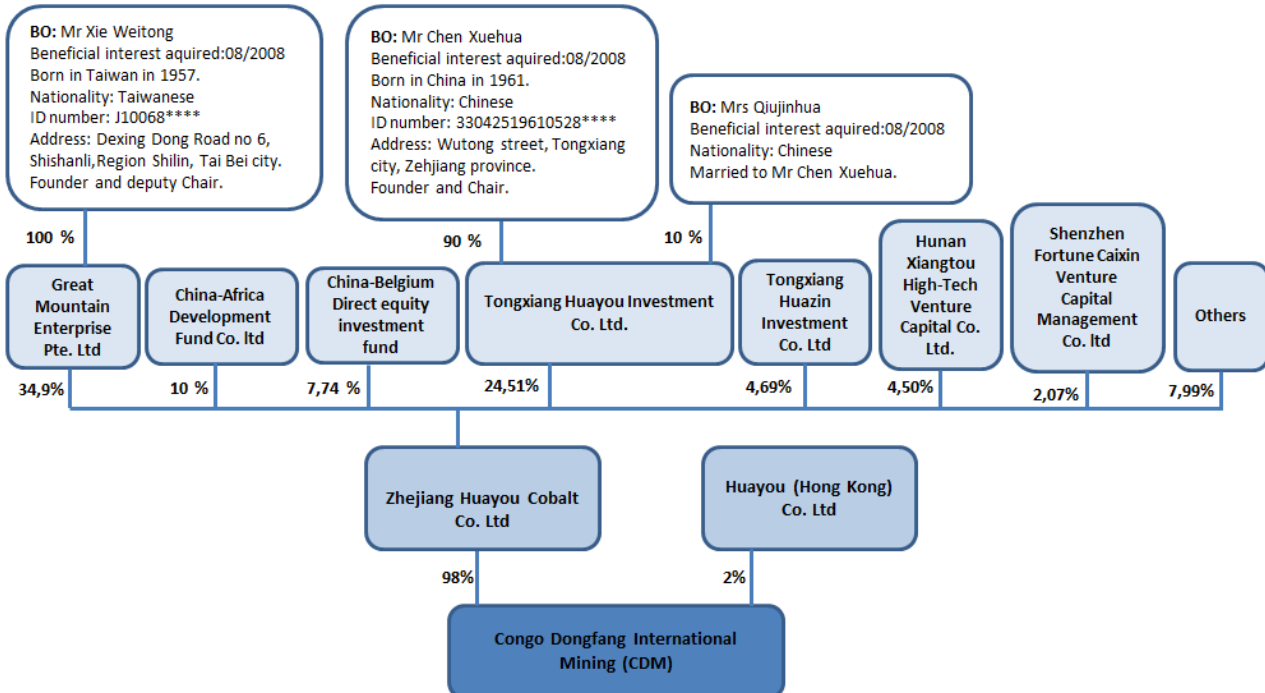 BO: Mr Xie Weitong
Beneficial interest aquired:08/2008
Born in Taiwan in 1957.
Nationality: Taiwanese
ID number: J10068****
Address: Dexing Dong Road no 6,
Shishanli,Region Shilin, Tai Bei city.
Founder and deputy Chair.
BO: Mr Chen Xuehua
Beneficial interest aquired:08/2008
Born in China in 1961.
Nationality: Chinese
ID number: 33042519610528****
Address: Wutong street, Tongxiang
city, Zehjiang province.
Founder and Chair.
BO: Mrs Qiujinhua
Beneficial interest aquired:08/2008
Nationality: Chinese
Married to Mr Chen Xuehua.
100 %
90 %
10 %
Great
Mountain
Enterprise
Pte. Ltd
China-Africa
Development
Fund Co. ltd
China-Belgium
Direct equity
investment
fund
Tongxiang Huayou Investment
Co. Ltd.
Tongxiang
Huazin
Investment
Co. Ltd
Hunan
Xiangtou
High-Tech
Venture
Capital Co.
Ltd.
Shenzhen
Fortune Caixin
Venture
Capital
Management
Co. ltd
Others
34,9%
10 %
7,74 %
24,51%
4,69%
4,50%
2,07%
7,99%
Zhejiang Huayou Cobalt
Co. Ltd
Huayou (Hong Kong)
Co. Ltd
98%
2%
Congo Dongfang International
Mining (CDM)